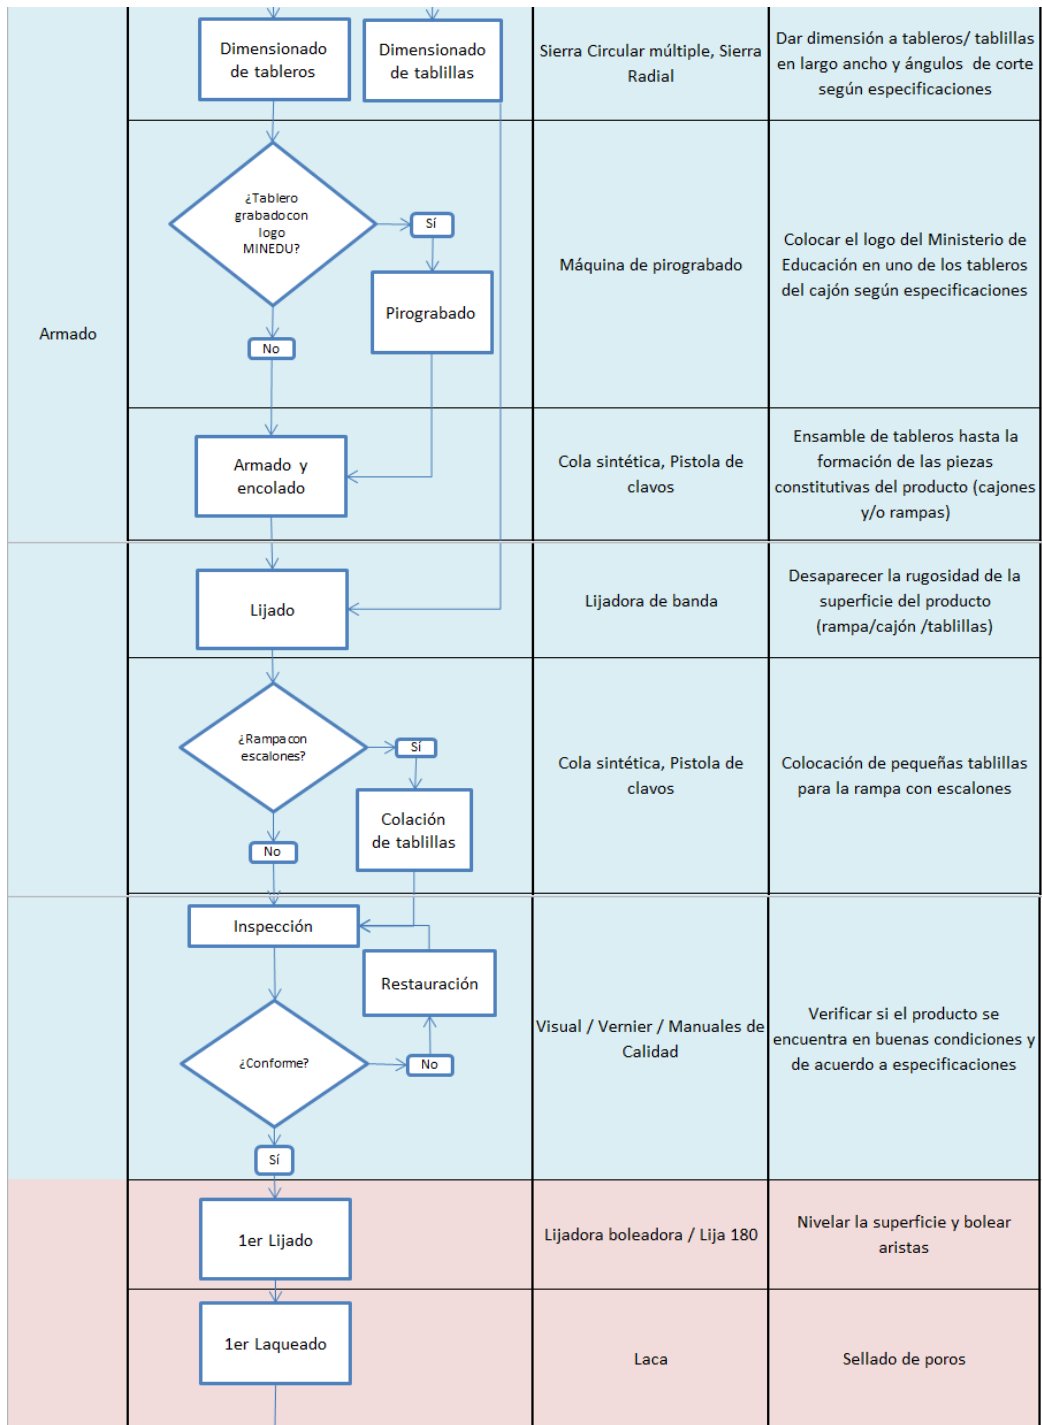 Dimensionado
de tableros
Dimensionado
de tablillas
Sierra Circular múltiple, Sierra
Radial
Dar dimensión a tableros/ tablillas
en largo ancho y ángulos de corte
según especificaciones
Armado
¿Tablero
grabado con
logo
MINEDU?
Sí
Pirograbado
No
Máquina de pirograbado
Colocar el logo del Ministerio de
Educación en uno de los tableros
del cajón según especificaciones
Armado y
encolado
Cola sintética, Pistola de
clavos
Ensamble de tableros hasta la
formación de las piezas
constitutivas del producto (cajones
y/o rampas)
Lijado
Lijadora de banda
Desaparecer la rugosidad de la
superficie del producto
(rampa/cajón /tablillas)
¿Rampa con
escalones?
Sí
Colación
de tablillas
No
Cola sintética, Pistola de
clavos
Colocación de pequeñas tablillas
para la rampa con escalones
Inspección
Restauración
¿Conforme?
No
Sí
Visual / Vernier / Manuales de
Calidad
Verificar si el producto se
encuentra en buenas condiciones y
de acuerdo a especificaciones
1er Lijado
Lijadora boleadora / Lija 180
Nivelar la superficie y bolear
aristas
1er Laqueado
Laca
Sellado de poros